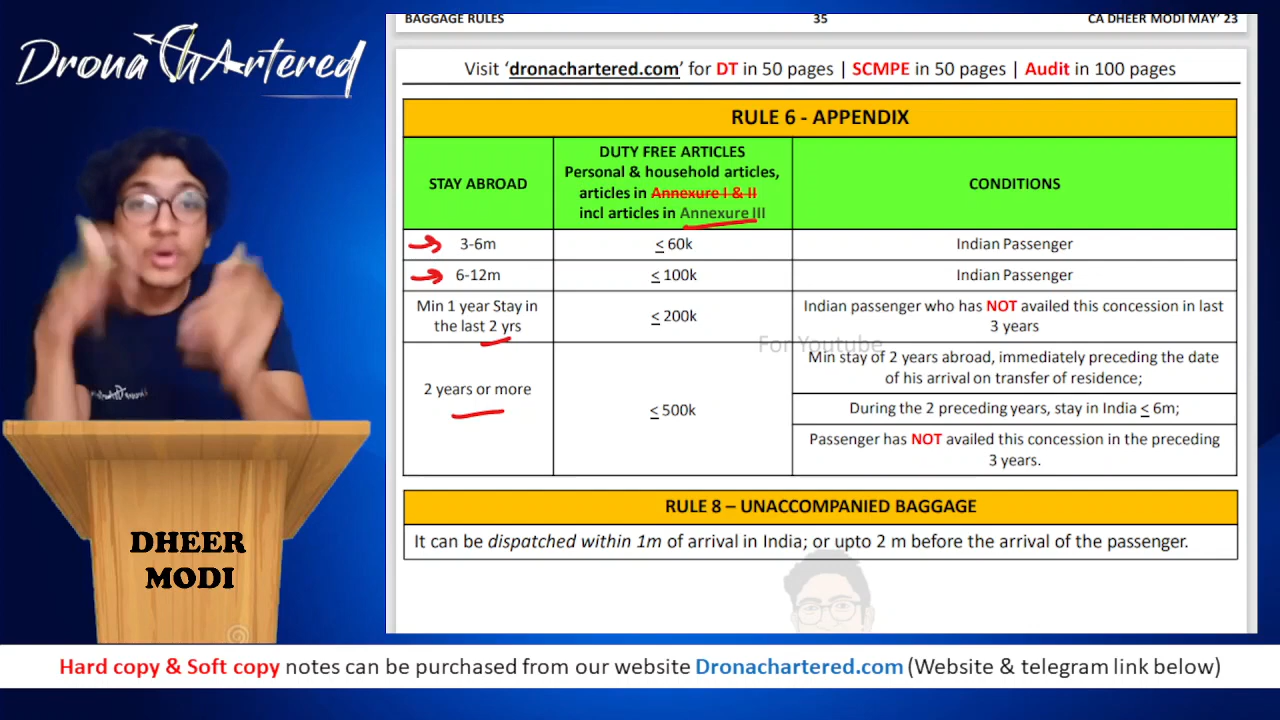 Drona Chartered
BAGGAGE RULES 35 CA DHEER MODI MAY' 23
Visit 'dronachartered.com' for DT in 50 pages | SCMPE in 50 pages | Audit in 100 pages
RULE 6 - APPENDIX
STAY ABROAD
DUTY FREE ARTICLES
Personal & household articles,
articles in Annexure I & II
incl articles in Annexure III
CONDITIONS
3-6m
≤ 60k
Indian Passenger
6-12m
≤ 100k
Indian Passenger
Min 1 year Stay in
the last 2 yrs
≤ 200k
Indian passenger who has NOT availed this concession in last
3 years
For Youtube
2 years or more
≤ 500k
Min stay of 2 years abroad, immediately preceding the date
of his arrival on transfer of residence;
During the 2 preceding years, stay in India ≤ 6m;
Passenger has NOT availed this concession in the preceding
3 years.
RULE 8 – UNACCOMPANIED BAGGAGE
It can be dispatched within 1m of arrival in India; or upto 2 m before the arrival of the passenger.
DHEER
MODI
Hard copy & Soft copy notes can be purchased from our website Dronachartered.com (Website & telegram link below)